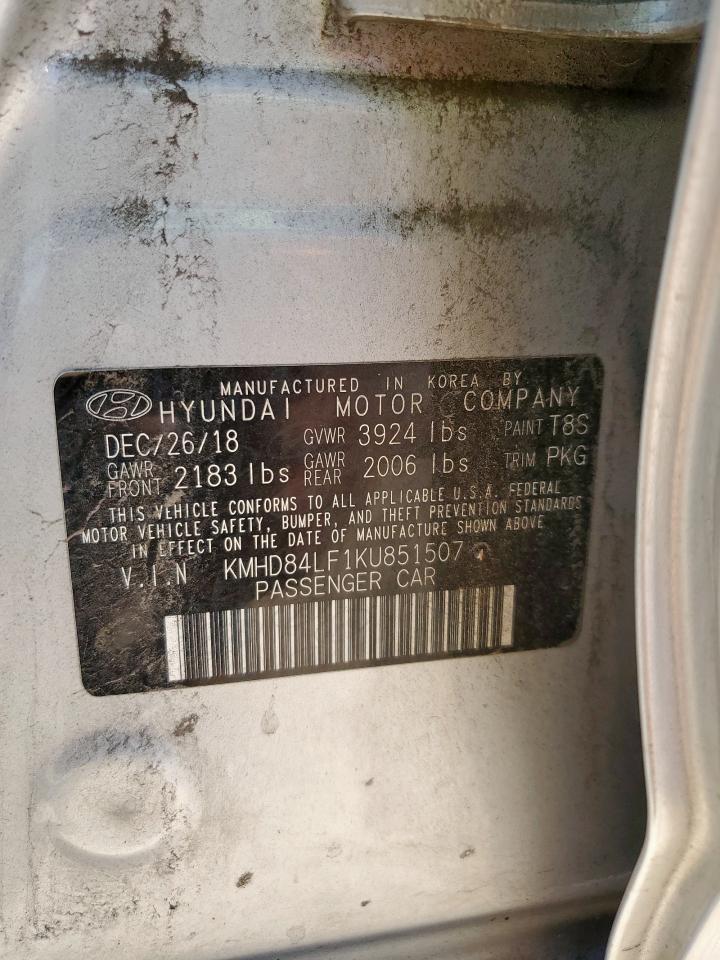 MANUFACTURED IN KOREA BY
HYUNDAI MOTOR COMPANY
DEC/26/18 GVWR 3924 lbs PAINT T8S
GAWR FRONT 2183 lbs GAWR REAR 2006 lbs TRIM PKG
THIS VEHICLE CONFORMS TO ALL APPLICABLE U.S.A. FEDERAL
MOTOR VEHICLE SAFETY, BUMPER, AND THEFT PREVENTION STANDARDS
IN EFFECT ON THE DATE OF MANUFACTURE SHOWN ABOVE
V.I.N KMHD84LF1KU851507
PASSENGER CAR